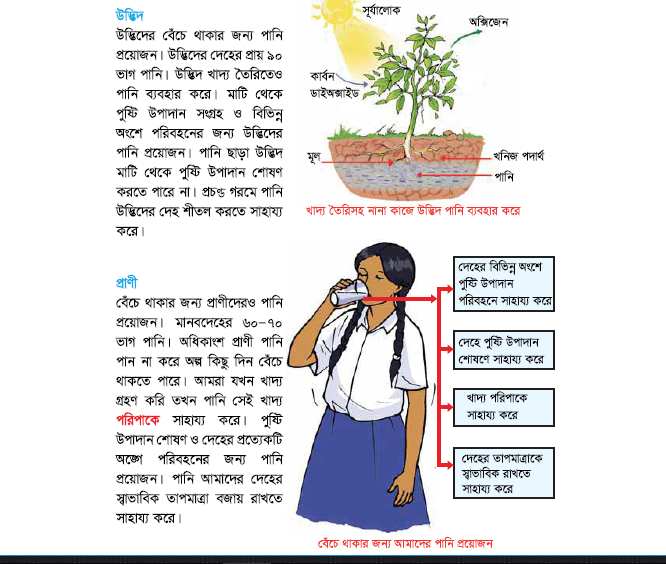 উদ্ভিদ
উদ্ভিদের বেঁচে থাকার জন্য পানি
প্রয়োজন। উদ্ভিদের দেহের প্রায় ৯০
ভাগ পানি। উদ্ভিদ খাদ্য তৈরিতেও
পানি ব্যবহার করে। মাটি থেকে
পুষ্টি উপাদান সংগ্রহ ও বিভিন্ন
অংশে পরিবহনের জন্য উদ্ভিদের
পানি প্রয়োজন। পানি ছাড়া উদ্ভিদ
মাটি থেকে পুষ্টি উপাদান শোষণ
করতে পারে না। প্রচন্ড গরমে পানি
উদ্ভিদের দেহ শীতল করতে সাহায্য
করে।
সূর্যালোক
অক্সিজেন
কার্বন
ডাইঅক্সাইড
মূল
খনিজ পদার্থ
পানি
খাদ্য তৈরিসহ নানা কাজে উদ্ভিদ পানি ব্যবহার করে
প্রাণী
বেঁচে থাকার জন্য প্রাণীদেরও পানি
প্রয়োজন। মানবদেহের ৬০–৭০
ভাগ পানি। অধিকাংশ প্রাণী পানি
পান না করে অল্প কিছু দিন বেঁচে
থাকতে পারে। আমরা যখন খাদ্য
গ্রহণ করি তখন পানি সেই খাদ্য
পরিপাকে সাহায্য করে। পুষ্টি
উপাদান শোষণ ও দেহের প্রত্যেকটি
অঙ্গে পরিবহনের জন্য পানি
প্রয়োজন। পানি আমাদের দেহের
স্বাভাবিক তাপমাত্রা বজায় রাখতে
সাহায্য করে।
দেহের বিভিন্ন অংশে
পুষ্টি উপাদান
পরিবহনে সাহায্য করে
দেহে পুষ্টি উপাদান
শোষণে সাহায্য করে
খাদ্য পরিপাকে
সাহায্য করে
দেহের তাপমাত্রাকে
স্বাভাবিক রাখতে
সাহায্য করে
বেঁচে থাকার জন্য আমাদের পানি প্রয়োজন